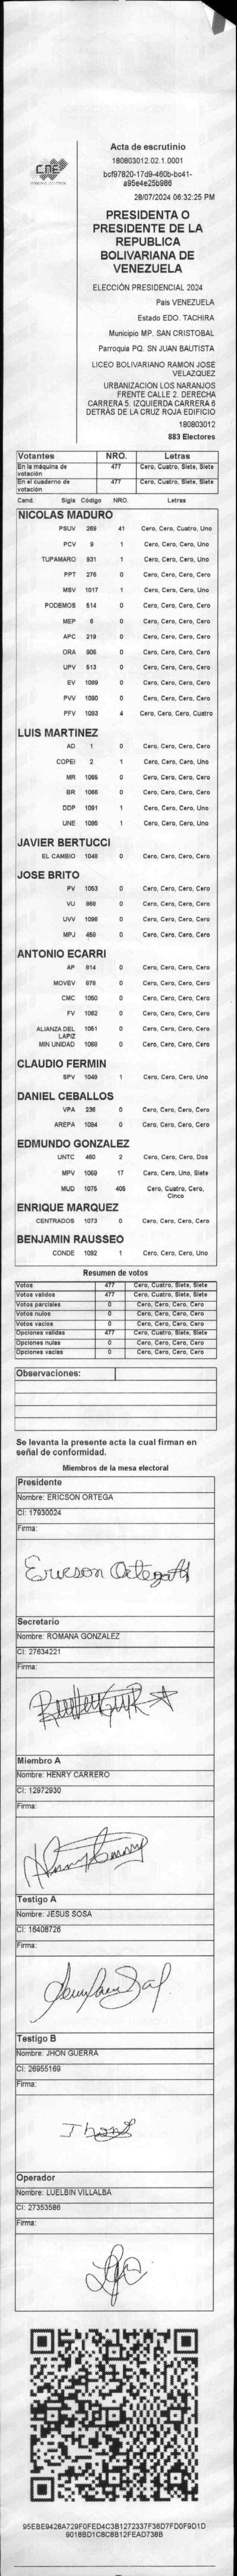 CNE
Acta de escrutinio
180803012.02.1.0001
bcf97820-17d9-460b-bc41-
a95e4e25b986
28/07/2024 06:32:25 PM
PRESIDENTA O
PRESIDENTE DE LA
REPUBLICA
BOLIVARIANA DE
VENEZUELA
ELECCIÓN PRESIDENCIAL 2024
Pais VENEZUELA
Estado EDO. TACHIRA
Municipio MP. SAN CRISTOBAL
Parroquia PQ. SN JUAN BAUTISTA
LICEO BOLIVARIANO RAMON JOSE
VELAZQUEZ
URBANIZACION LOS NARANJOS
FRENTE CALLE 2. DERECHA
CARRERA 5. IZQUIERDA CARRERA 6
DETRÁS DE LA CRUZ ROJA EDIFICIO
180803012
883 Electores
Votantes NRO. Letras
En la máquina de votación 477 Cero, Cuatro, Siete, Siete
En el cuaderno de votación 477 Cero, Cuatro, Siete, Siete
Cand. Sigla Código NRO. Letras
NICOLAS MADURO
PSUV 269 41 Cero, Cero, Cuatro, Uno
PCV 9 1 Cero, Cero, Cero, Uno
TUPAMARO 931 1 Cero, Cero, Cero, Uno
PPT 276 0 Cero, Cero, Cero, Cero
MSV 1017 1 Cero, Cero, Cero, Uno
PODEMOS 514 0 Cero, Cero, Cero, Cero
MEP 6 0 Cero, Cero, Cero, Cero
APC 219 0 Cero, Cero, Cero, Cero
ORA 906 0 Cero, Cero, Cero, Cero
UPV 513 0 Cero, Cero, Cero, Cero
EV 1089 0 Cero, Cero, Cero, Cero
PVV 1090 0 Cero, Cero, Cero, Cero
PFV 1093 4 Cero, Cero, Cero, Cuatro
LUIS MARTINEZ
AD 1 0 Cero, Cero, Cero, Cero
COPEI 2 1 Cero, Cero, Cero, Uno
MR 1065 0 Cero, Cero, Cero, Cero
BR 1066 0 Cero, Cero, Cero, Cero
DDP 1091 1 Cero, Cero, Cero, Uno
UNE 1095 1 Cero, Cero, Cero, Uno
JAVIER BERTUCCI
EL CAMBIO 1048 0 Cero, Cero, Cero, Cero
JOSE BRITO
PV 1053 0 Cero, Cero, Cero, Cero
VU 868 0 Cero, Cero, Cero, Cero
UVV 1096 0 Cero, Cero, Cero, Cero
MPJ 458 0 Cero, Cero, Cero, Cero
ANTONIO ECARRI
AP 814 0 Cero, Cero, Cero, Cero
MOVEV 978 0 Cero, Cero, Cero, Cero
CMC 1050 0 Cero, Cero, Cero, Cero
FV 1062 0 Cero, Cero, Cero, Cero
ALIANZA DEL LAPIZ 1051 0 Cero, Cero, Cero, Cero
MIN UNIDAD 1068 0 Cero, Cero, Cero, Cero
CLAUDIO FERMIN
SPV 1049 1 Cero, Cero, Cero, Uno
DANIEL CEBALLOS
VPA 236 0 Cero, Cero, Cero, Cero
AREPA 1094 0 Cero, Cero, Cero, Cero
EDMUNDO GONZALEZ
UNTC 460 2 Cero, Cero, Cero, Dos
MPV 1069 17 Cero, Cero, Uno, Siete
MUD 1075 405 Cero, Cuatro, Cero, Cinco
ENRIQUE MARQUEZ
CENTRADOS 1073 0 Cero, Cero, Cero, Cero
BENJAMIN RAUSSEO
CONDE 1092 1 Cero, Cero, Cero, Uno
Resumen de votos
Votos 477 Cero, Cuatro, Siete, Siete
Votos validos 477 Cero, Cuatro, Siete, Siete
Votos parciales 0 Cero, Cero, Cero, Cero
Votos nulos 0 Cero, Cero, Cero, Cero
Votos vacios 0 Cero, Cero, Cero, Cero
Opciones validas 477 Cero, Cuatro, Siete, Siete
Opciones nulas 0 Cero, Cero, Cero, Cero
Opciones vacias 0 Cero, Cero, Cero, Cero
Observaciones:
Se levanta la presente acta la cual firman en
señal de conformidad.
Miembros de la mesa electoral
Presidente
Nombre: ERICSON ORTEGA
CI: 17930024
Firma:
Ericson Ortega
Secretario
Nombre: ROMANA GONZALEZ
CI: 27634221
Firma:
Miembro A
Nombre: HENRY CARRERO
CI: 12972930
Firma:
Testigo A
Nombre: JESUS SOSA
CI: 16408726
Firma:
Testigo B
Nombre: JHON GUERRA
CI: 26955169
Firma:
Operador
Nombre: LUELBIN VILLALBA
CI: 27353586
Firma:
95EBE9428A729F0FED4C3B1272337F36D7FD0F9D1D
9018BD1C8C8B12FEAD738B